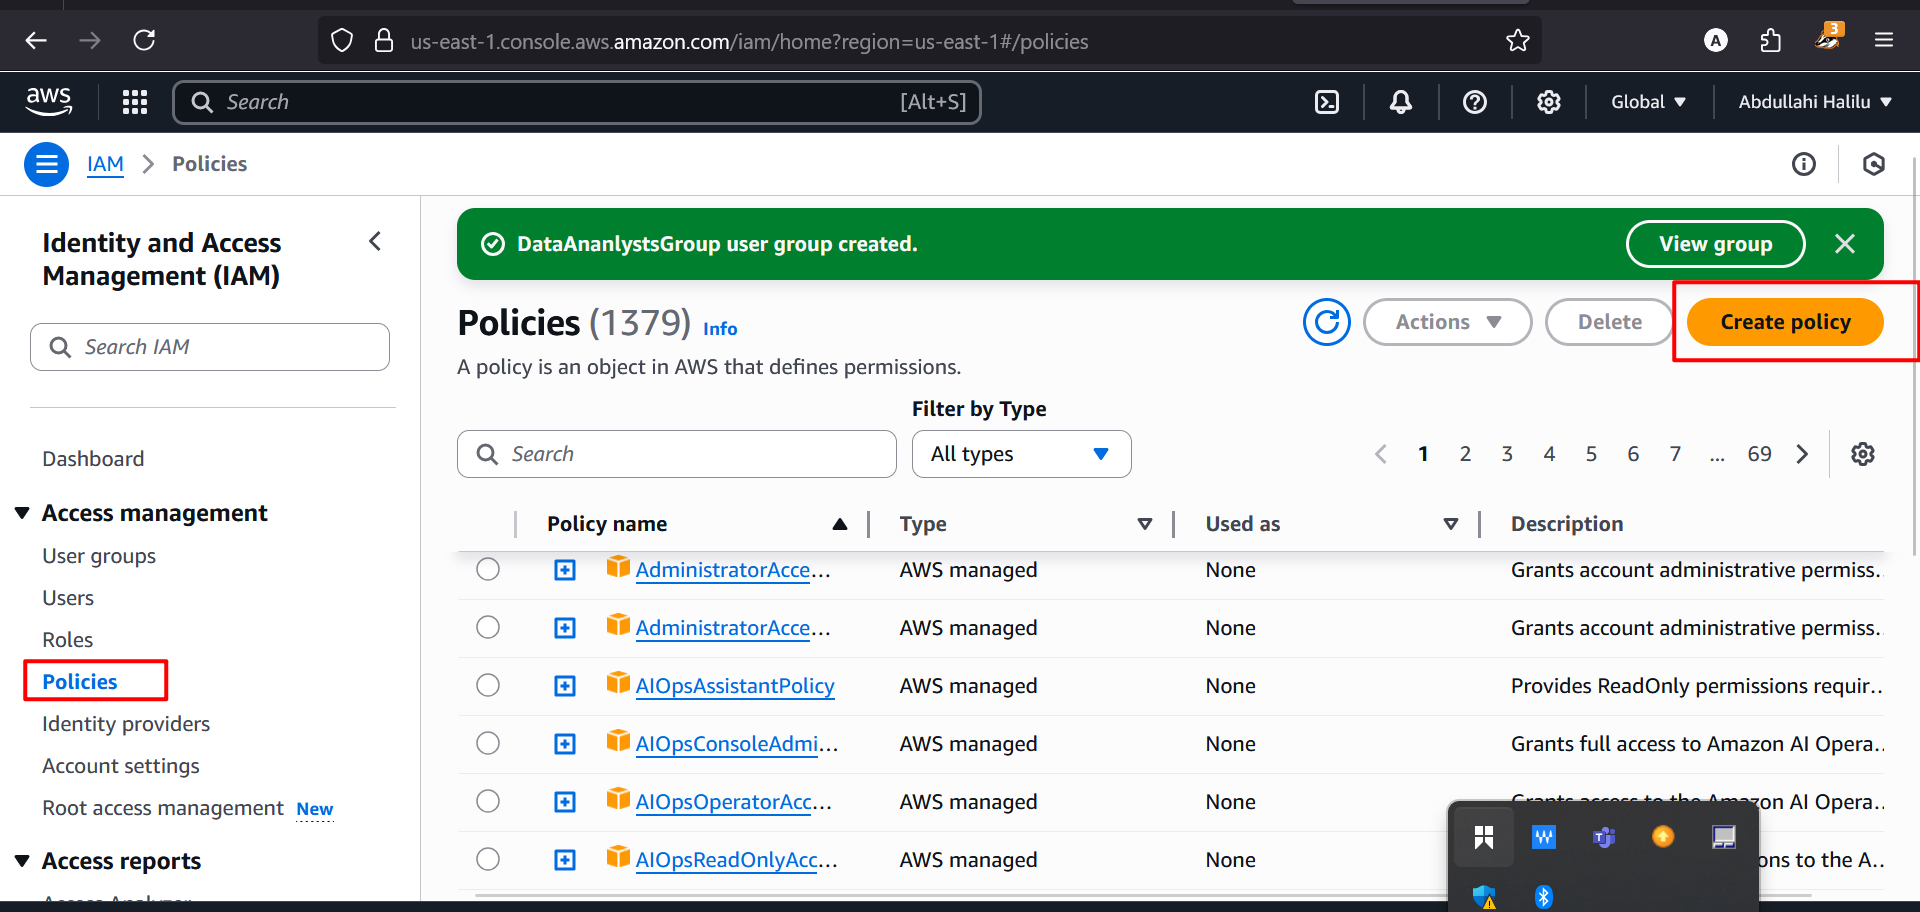 us-east-1.console.aws.amazon.com/iam/home?region=us-east-1#/policies
A
3
aws
Search
[Alt+S]
Global
Abdullahi Halilu
IAM
Policies
Identity and Access
Management (IAM)
Search IAM
Dashboard
Access management
User groups
Users
Roles
Policies
Identity providers
Account settings
Root access management New
Access reports
DataAnanlystsGroup user group created.
View group
Policies (1379) Info
Actions
Delete
Create policy
A policy is an object in AWS that defines permissions.
Filter by Type
Search
All types
1 2 3 4 5 6 7 ... 69
Policy name Type Used as Description
AdministratorAcce... AWS managed None Grants account administrative permiss...
AdministratorAcce... AWS managed None Grants account administrative permiss...
AIOpsAssistantPolicy AWS managed None Provides ReadOnly permissions requir...
AIOpsConsoleAdmi... AWS managed None Grants full access to Amazon AI Opera...
AIOpsOperatorAcc... AWS managed None Grants access to the Amazon AI Opera...
AIOpsReadOnlyAcc... AWS managed None ons to the A...